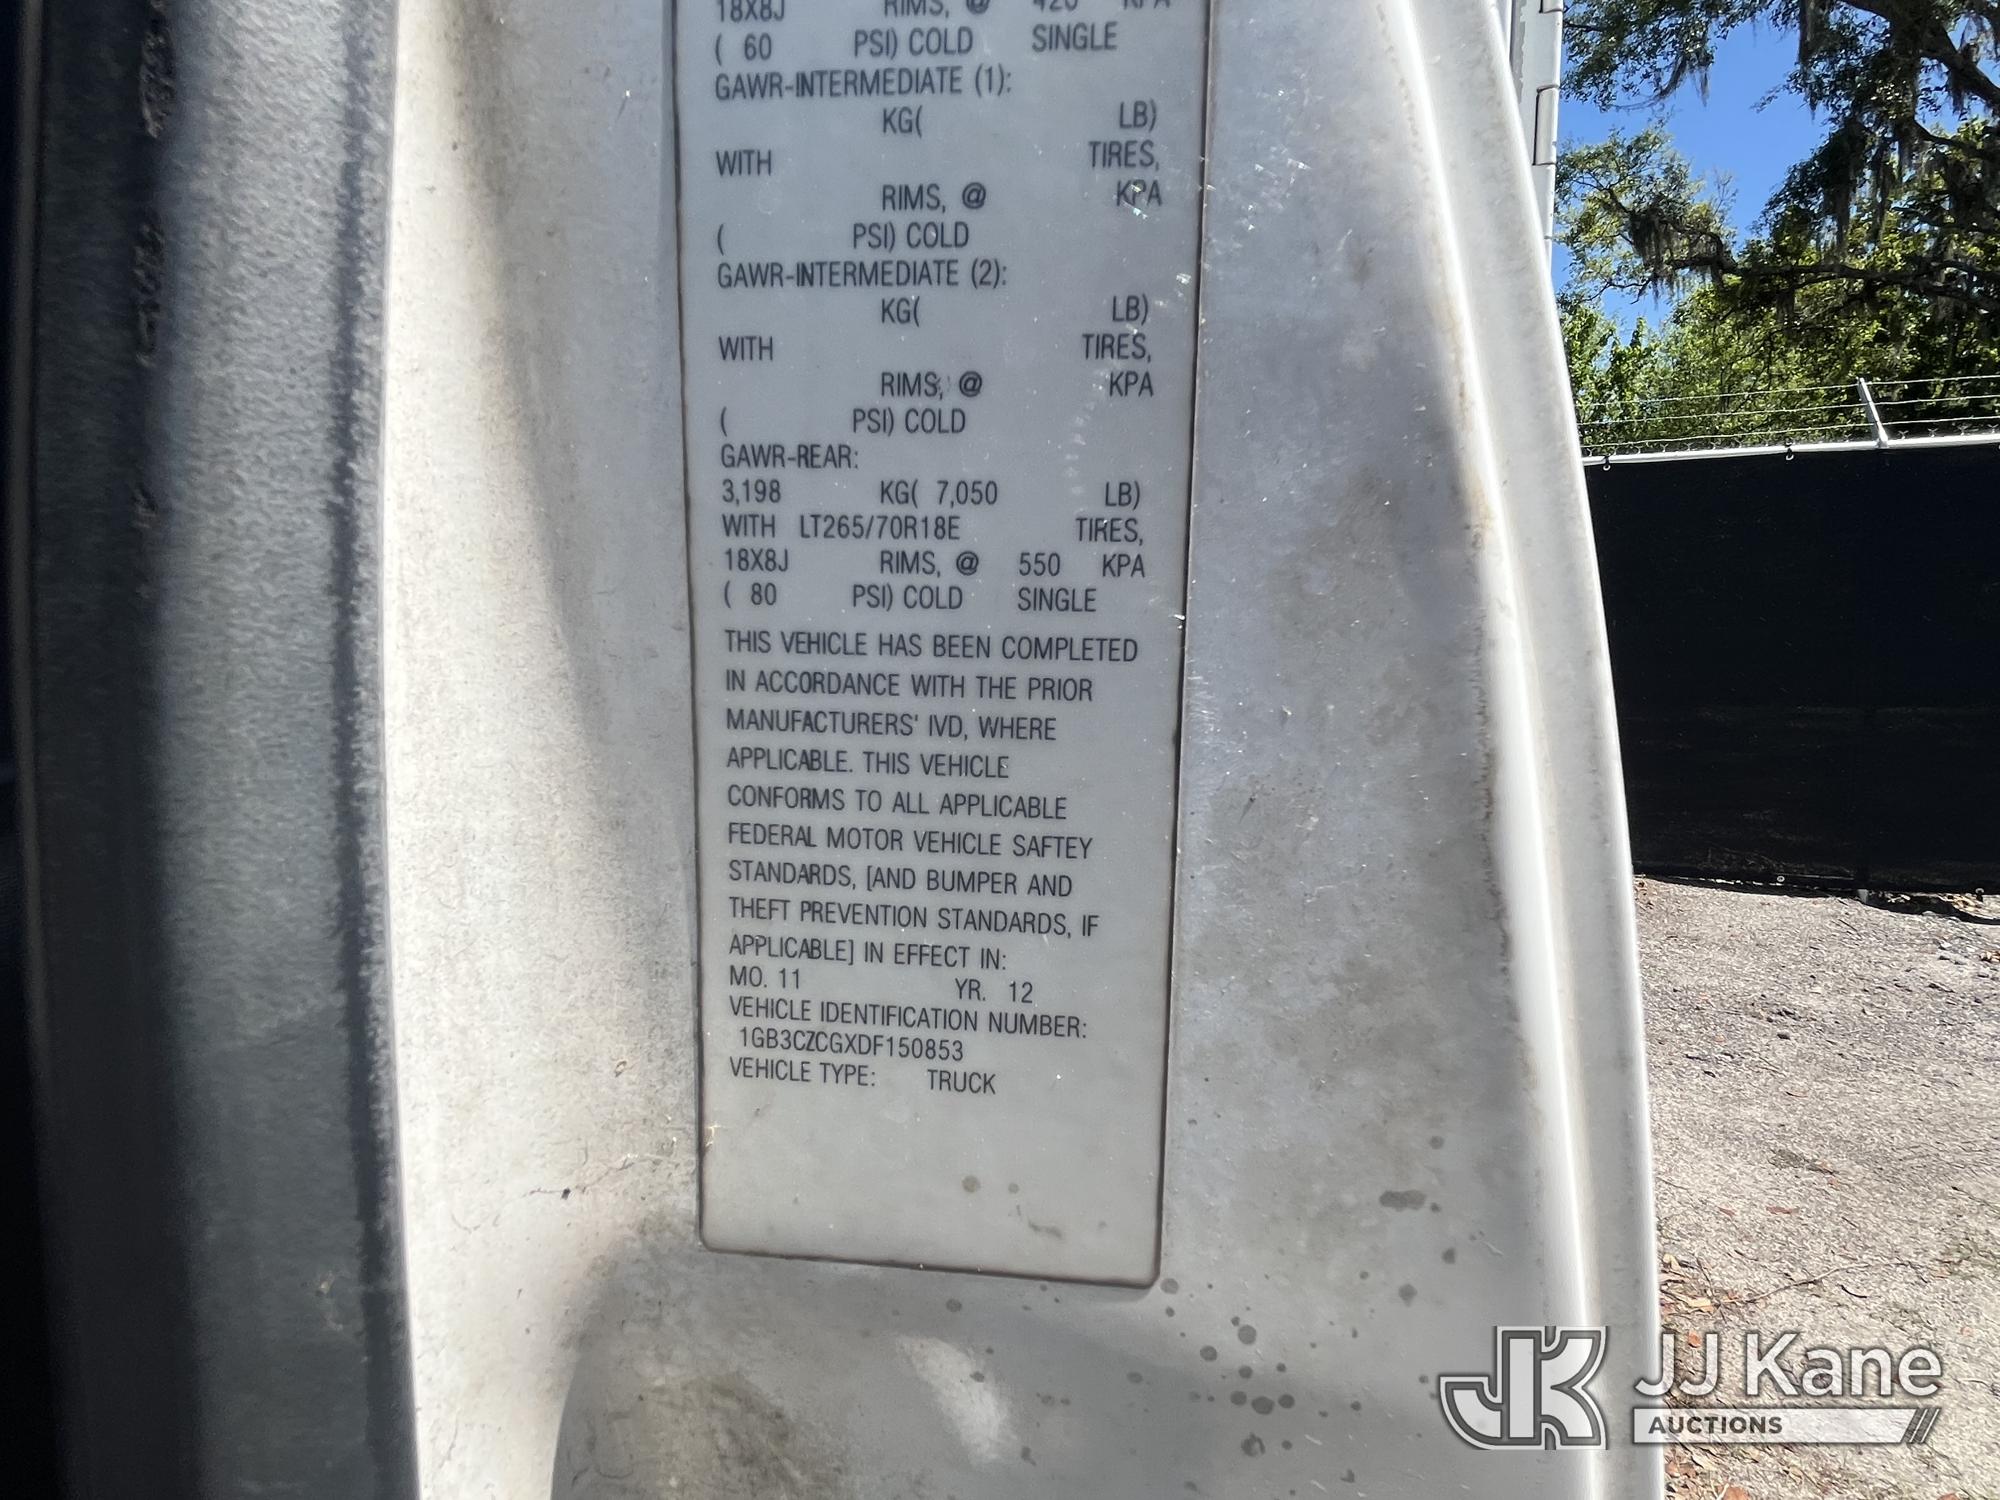 18X8J RIMS, @ 420 KPA
( 60 PSI) COLD SINGLE
GAWR-INTERMEDIATE (1):
KG( LB)
WITH TIRES,
RIMS, @ KPA
( PSI) COLD
GAWR-INTERMEDIATE (2):
KG( LB)
WITH TIRES,
RIMS, @ KPA
( PSI) COLD
GAWR-REAR:
3,198 KG( 7,050 LB)
WITH LT265/70R18E TIRES,
18X8J RIMS, @ 550 KPA
( 80 PSI) COLD SINGLE
THIS VEHICLE HAS BEEN COMPLETED
IN ACCORDANCE WITH THE PRIOR
MANUFACTURERS' IVD, WHERE
APPLICABLE. THIS VEHICLE
CONFORMS TO ALL APPLICABLE
FEDERAL MOTOR VEHICLE SAFTEY
STANDARDS, [AND BUMPER AND
THEFT PREVENTION STANDARDS, IF
APPLICABLE] IN EFFECT IN:
MO. 11 YR. 12
VEHICLE IDENTIFICATION NUMBER:
1GB3CZCGXDF150853
VEHICLE TYPE: TRUCK
JK JJ Kane
AUCTIONS